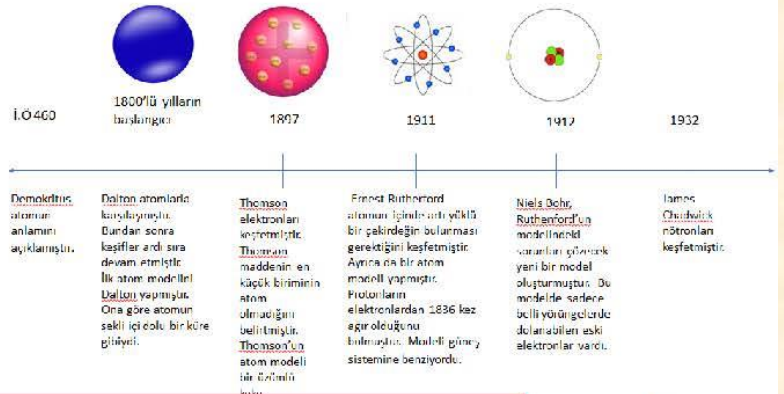 İ.Ö 460
1800'lü yılların
başlangıcı
1897
1911
1912
1932
Demokritus
atomun
anlamını
açıklamıştır.
Dalton atomlarla
karşılaşmıştır.
Bundan sonra
keşifler ardı sıra
devam etmiştir.
İlk atom modelini
Dalton yapmıştır.
Ona göre atomun
şekli içi dolu bir küre
gibiydi.
Thomson
elektronları
keşfetmiştir.
Thomson
maddenin en
küçük biriminin
atom
olmadığını
belirtmiştir.
Thomson'un
atom modeli
bir üzümlü
Ernest Rutherford
atomun içinde artı yüklü
bir çekirdeğin bulunması
gerektiğini keşfetmiştir.
Ayrıca da bir atom
modeli yapmıştır.
Protonların
elektronlardan 1836 kez
ağır olduğunu
bulmuştur. Modeli güneş
sistemine benziyordu.
Niels Bohr,
Ruthenford'un
modelindeki
sorunları çözecek
yeni bir model
oluşturmuştur. Bu
modelde sadece
belli yörüngelerde
dolanabilen eski
elektronlar vardı.
James
Chadwick
nötronları
keşfetmiştir.